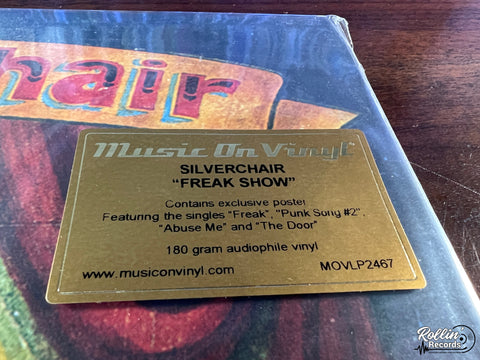 hair
Music On Vinyl
SILVERCHAIR
“FREAK SHOW”
Contains exclusive poster
Featuring the singles “Freak”, “Punk Song #2”,
“Abuse Me” and “The Door”
180 gram audiophile vinyl
www.musiconvinyl.com MOVLP2467
Rollin'
Records